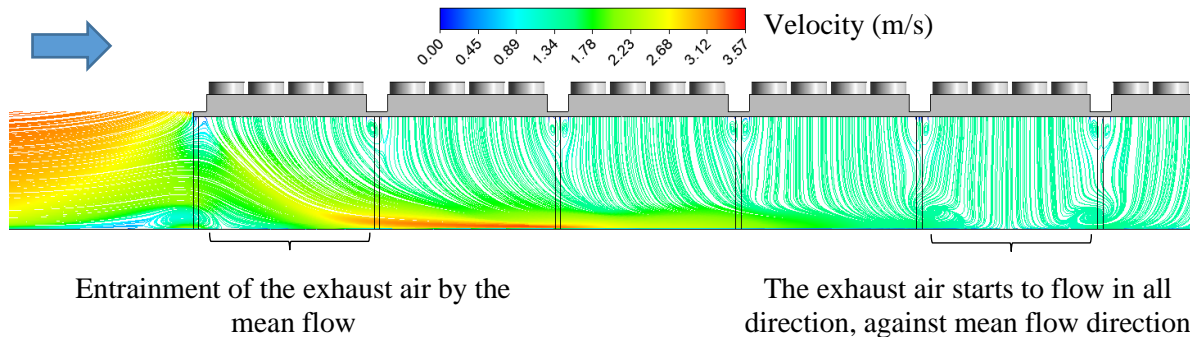 Velocity (m/s)
0.00 0.45 0.89 1.34 1.78 2.23 2.68 3.12 3.57
Entrainment of the exhaust air by the
mean flow
The exhaust air starts to flow in all
direction, against mean flow direction